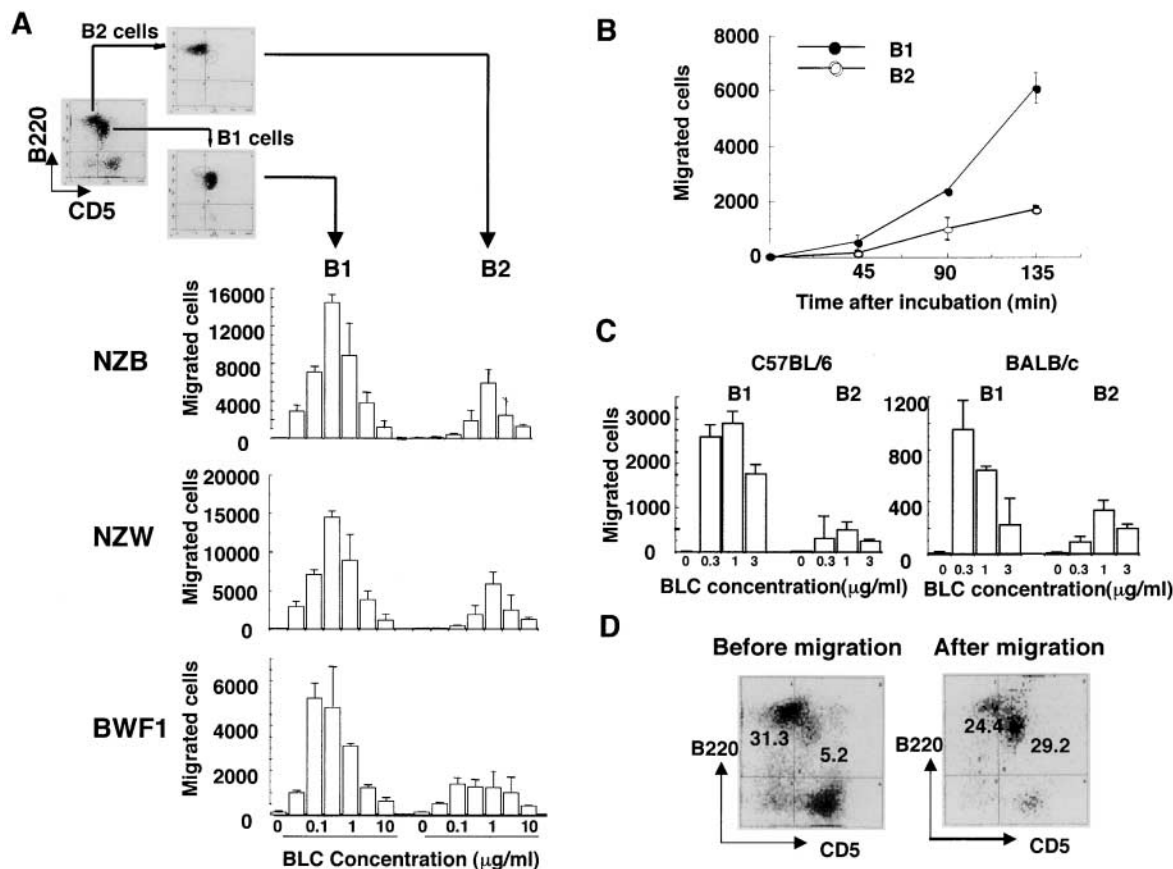 A
B2 cells
B1 cells
B220
CD5
B1 B2
NZB
Migrated cells
16000
12000
8000
4000
0
NZW
Migrated cells
20000
15000
10000
5000
0
BWF1
Migrated cells
6000
4000
2000
0
0 0.1 1 10 0 0.1 1 10
BLC Concentration (μg/ml)
B
Migrated cells
8000
6000
4000
2000
0
B1
B2
45 90 135
Time after incubation (min)
C
C57BL/6
B1 B2
Migrated cells
3000
2000
1000
0
0 0.3 1 3 0 0.3 1 3
BLC concentration(μg/ml)
BALB/c
B1 B2
1200
800
400
0
0 0.3 1 3 0 0.3 1 3
BLC concentration(μg/ml)
D
Before migration
31.3
5.2
B220
CD5
After migration
24.4
29.2
B220
CD5